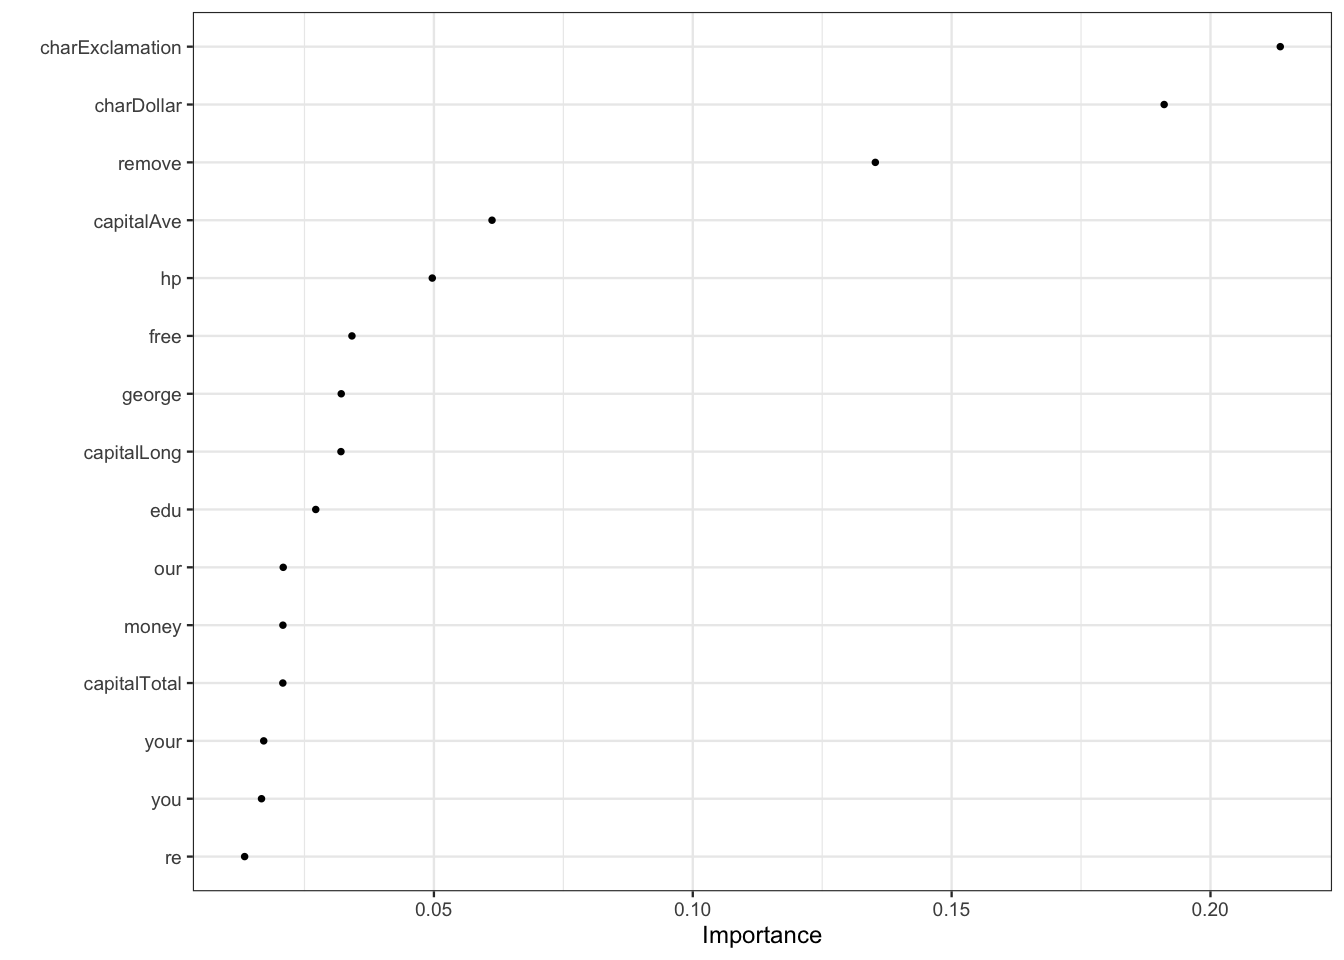 charExclamation
charDollar
remove
capitalAve
hp
free
george
capitalLong
edu
our
money
capitalTotal
your
you
re
0.05 0.10 0.15 0.20
Importance